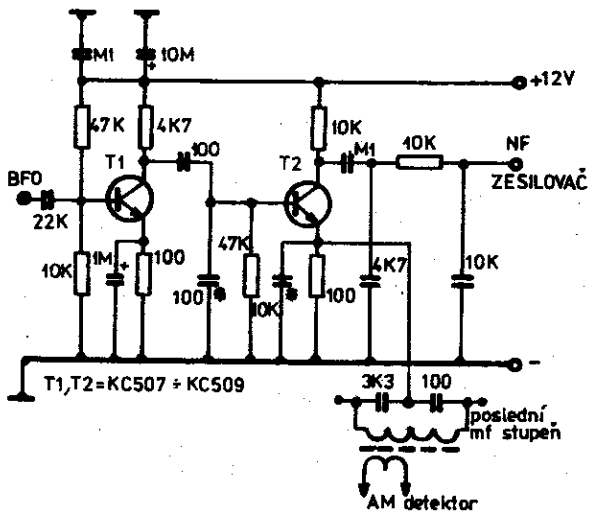 M1 10M
+12V
47K 4K7 10K
100 M1 10K NF
T1 T2 ZESILOVAČ
BFO
22K
47K
10K 1M + 100 100 * 10K * 100 4K7 10K
-
T1,T2=KC507 ÷ KC509
3K3 100
poslední
mf stupeň
AM detektor